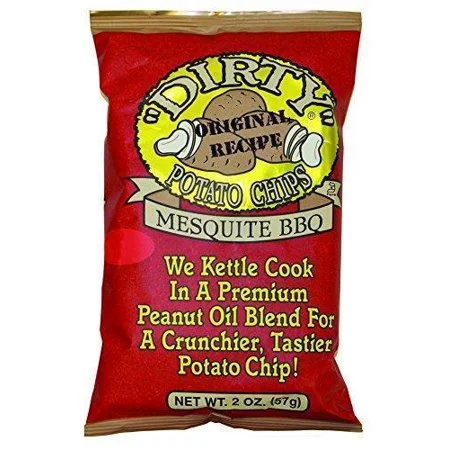 "DIRTY"®
ORIGINAL
RECIPE
POTATO CHIPS
MESQUITE BBQ
We Kettle Cook
In A Premium
Peanut Oil Blend For
A Crunchier, Tastier
Potato Chip!
NET WT. 2 OZ. (57g)